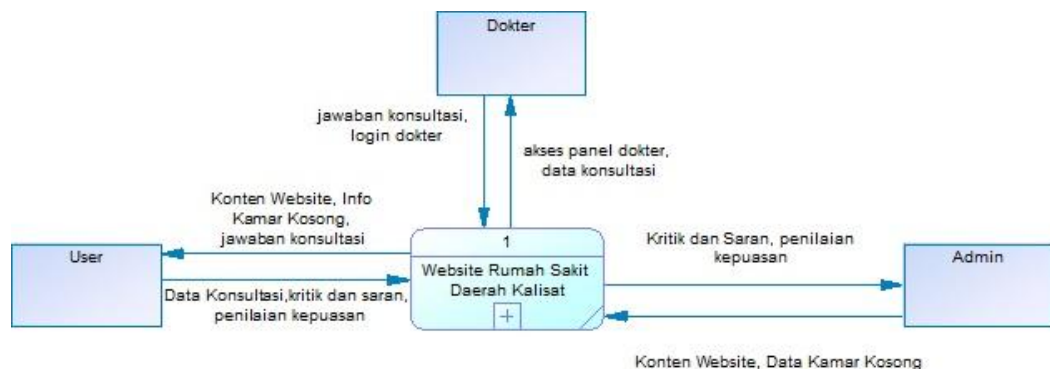 Dokter
jawaban konsultasi,
login dokter
akses panel dokter,
data konsultasi
Konten Website, Info
Kamar Kosong,
jawaban konsultasi
User
Data Konsultasi,kritik dan saran,
penilaian kepuasan
1
Website Rumah Sakit
Daerah Kalisat
Kritik dan Saran, penilaian
kepuasan
Admin
Konten Website, Data Kamar Kosong